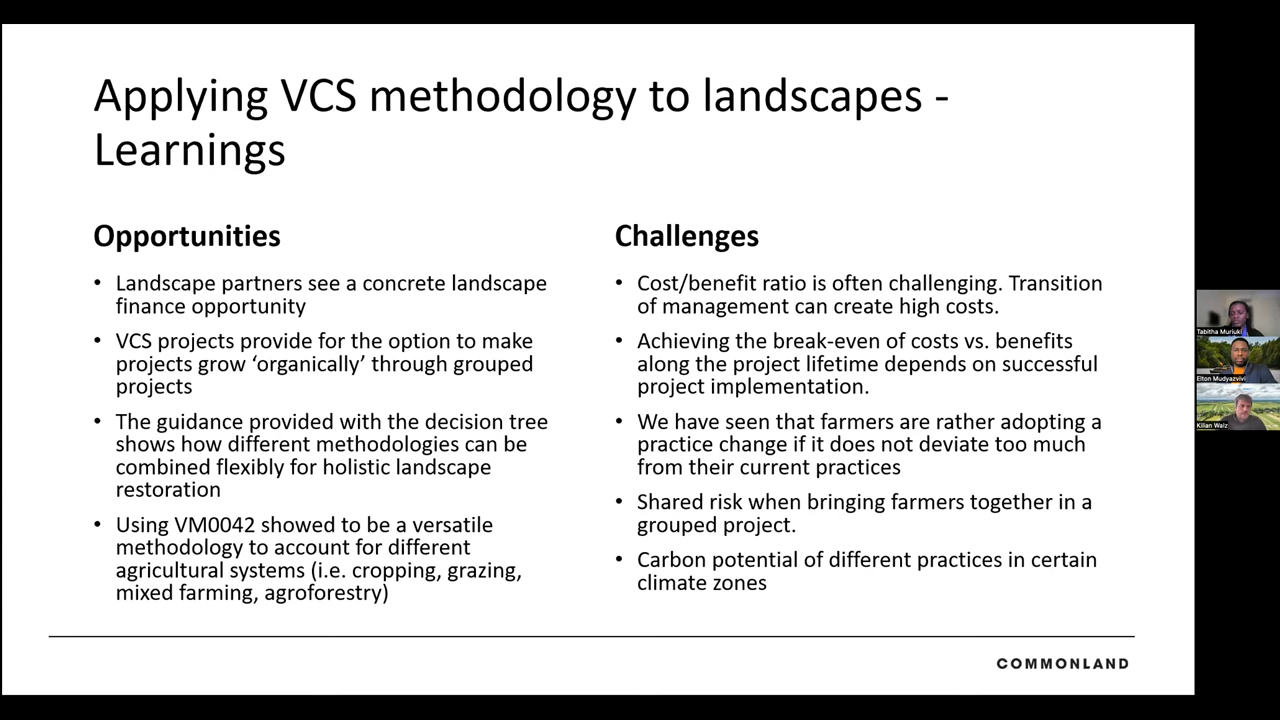 Applying VCS methodology to landscapes -
Learnings
Opportunities
• Landscape partners see a concrete landscape
finance opportunity
• VCS projects provide for the option to make
projects grow ‘organically’ through grouped
projects
• The guidance provided with the decision tree
shows how different methodologies can be
combined flexibly for holistic landscape
restoration
• Using VM0042 showed to be a versatile
methodology to account for different
agricultural systems (i.e. cropping, grazing,
mixed farming, agroforestry)
Challenges
• Cost/benefit ratio is often challenging. Transition
of management can create high costs.
• Achieving the break-even of costs vs. benefits
along the project lifetime depends on successful
project implementation.
• We have seen that farmers are rather adopting a
practice change if it does not deviate too much
from their current practices
• Shared risk when bringing farmers together in a
grouped project.
• Carbon potential of different practices in certain
climate zones
COMMONLAND
Tabitha Muriuki
Elton Mudyazvivi
Kilian Walz